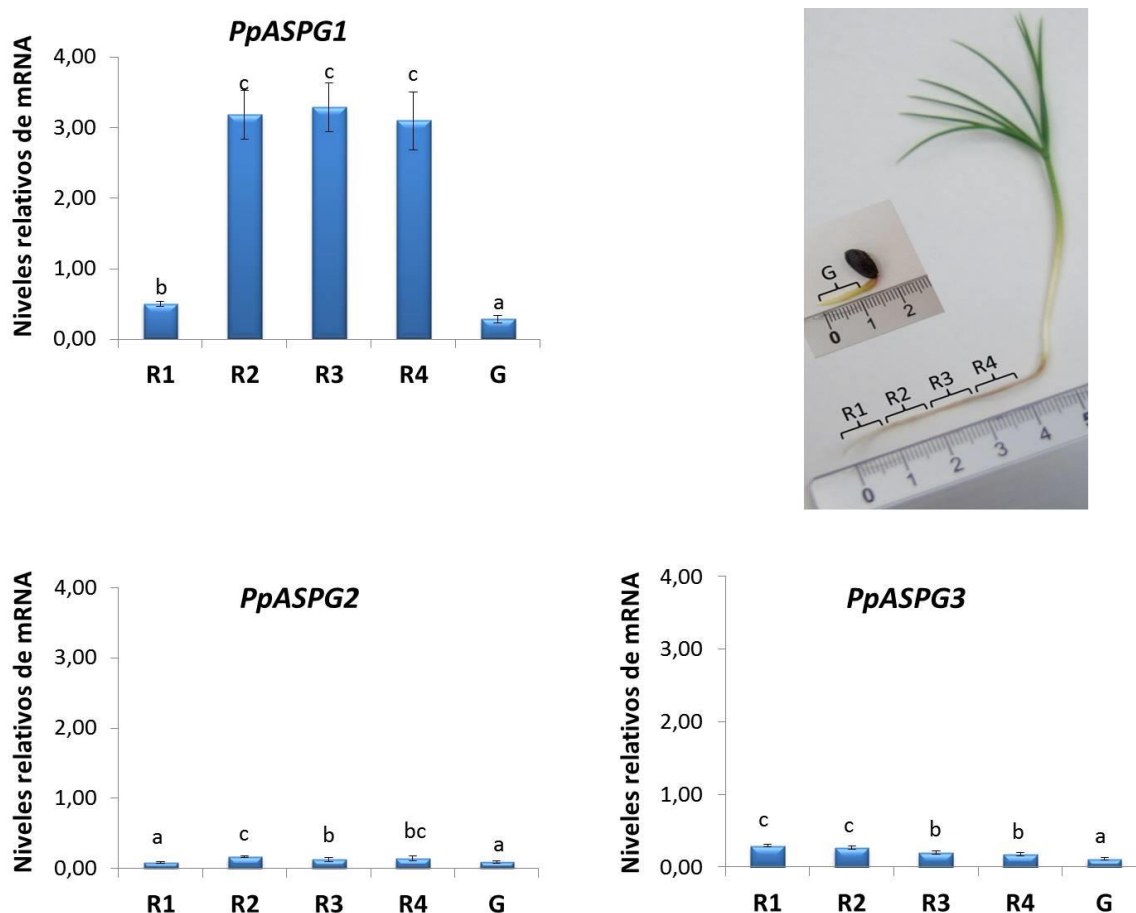 PpASPG1
Niveles relativos de mRNA
4,00
3,00
2,00
1,00
0,00
b
c
c
c
a
R1 R2 R3 R4 G
G
0 1 2
R1 R2 R3 R4
0 1 2 3 4 5
PpASPG2
Niveles relativos de mRNA
4,00
3,00
2,00
1,00
0,00
a c b bc a
R1 R2 R3 R4 G
PpASPG3
Niveles relativos de mRNA
4,00
3,00
2,00
1,00
0,00
c c b b a
R1 R2 R3 R4 G